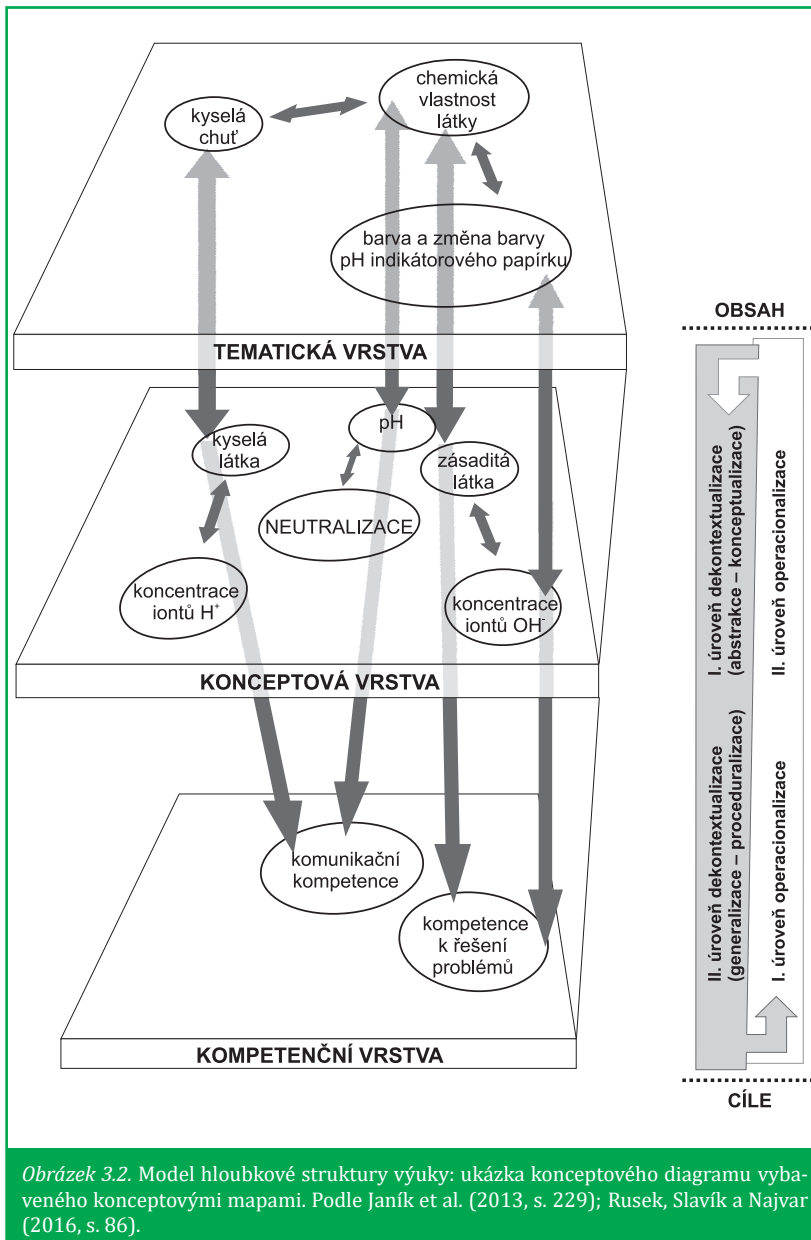 kyselá
chuť
chemická
vlastnost
látky
barva a změna barvy
pH indikátorového papírku
TEMATICKÁ VRSTVA
kyselá
látka
pH
zásaditá
látka
NEUTRALIZACE
koncentrace
iontů H⁺
koncentrace
iontů OH⁻
KONCEPTOVÁ VRSTVA
komunikační
kompetence
kompetence
k řešení
problémů
KOMPETENČNÍ VRSTVA
OBSAH
I. úroveň dekontextualizace
(abstrakce – konceptualizace)
II. úroveň operacionalizace
II. úroveň dekontextualizace
(generalizace – proceduralizace)
I. úroveň operacionalizace
CÍLE
Obrázek 3.2. Model hloubkové struktury výuky: ukázka konceptového diagramu vyba-
veného konceptovými mapami. Podle Janík et al. (2013, s. 229); Rusek, Slavík a Najvar
(2016, s. 86).